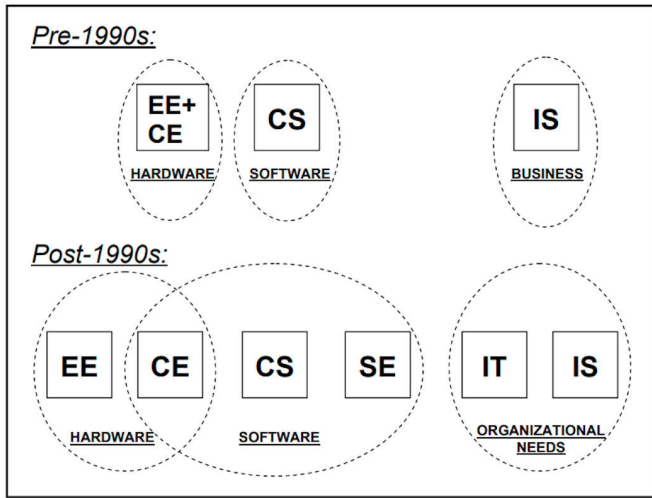 Pre-1990s:
EE+
CE
CS
IS
HARDWARE
SOFTWARE
BUSINESS
Post-1990s:
EE
CE
CS
SE
IT
IS
HARDWARE
SOFTWARE
ORGANIZATIONAL
NEEDS